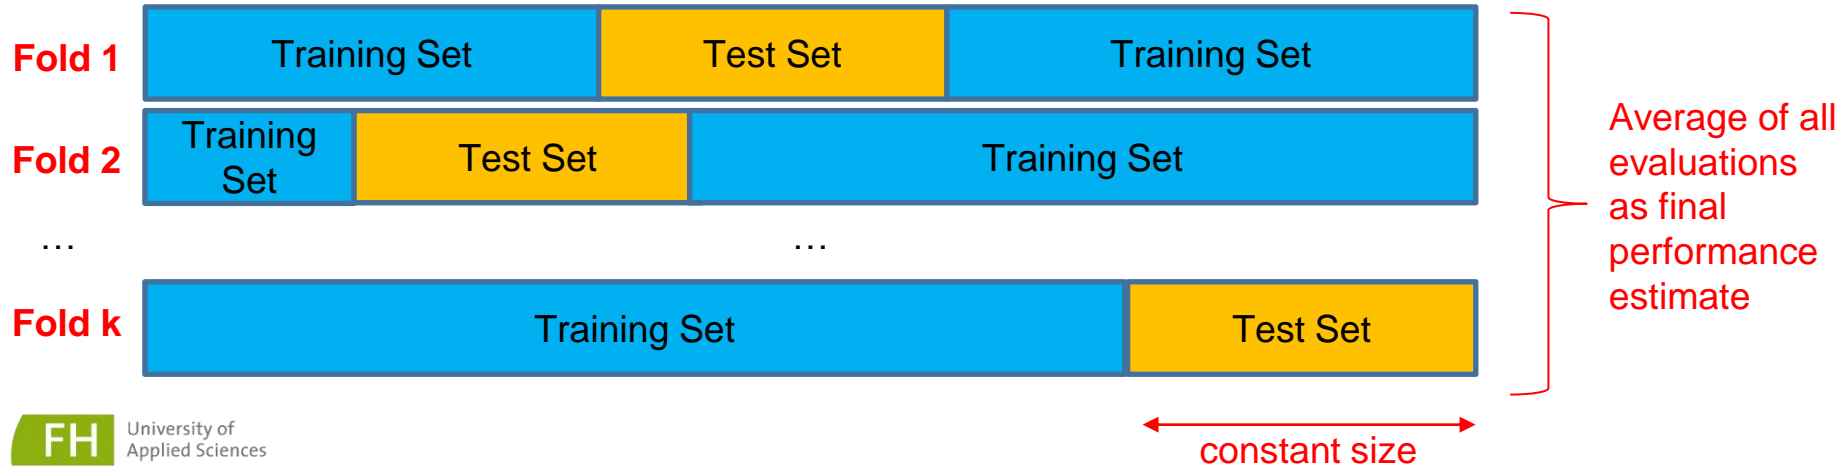 Fold 1
Training Set
Test Set
Training Set
Fold 2
Training
Set
Test Set
Training Set
…
…
Fold k
Training Set
Test Set
Average of all
evaluations
as final
performance
estimate
constant size
FH
University of
Applied Sciences